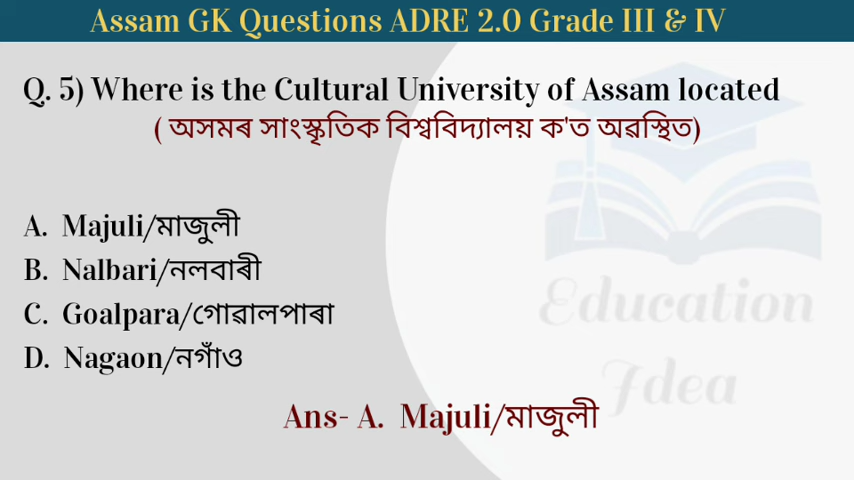 Assam GK Questions ADRE 2.0 Grade III & IV
Q. 5) Where is the Cultural University of Assam located
( অসমৰ সাংস্কৃতিক বিশ্ববিদ্যালয় ক'ত অৱস্থিত)
A. Majuli/মাজুলী
B. Nalbari/নলবাৰী
C. Goalpara/গোৱালপাৰা
D. Nagaon/নগাঁও
Education
Idea
Ans- A. Majuli/মাজুলী